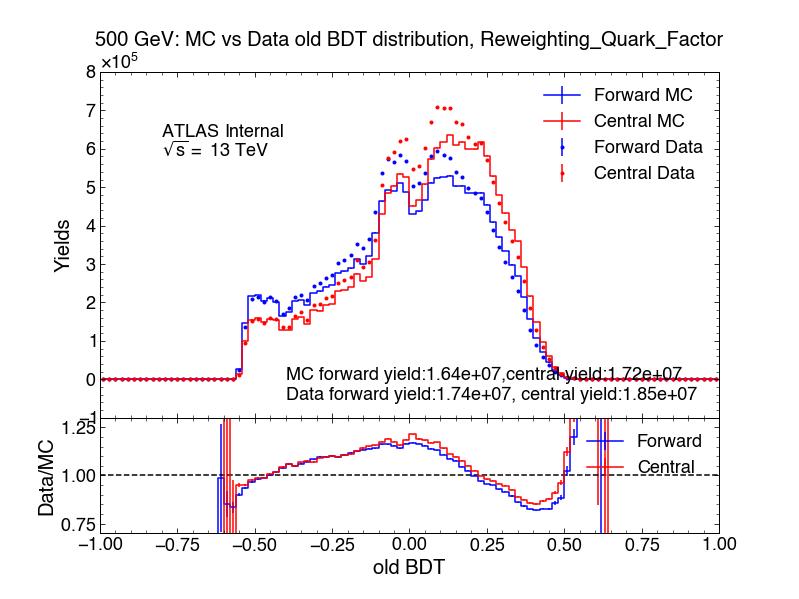 500 GeV: MC vs Data old BDT distribution, Reweighting_Quark_Factor
×10⁵
8
7
6
5
4
3
2
1
0
−1
Yields
ATLAS Internal
√s = 13 TeV
Forward MC
Central MC
Forward Data
Central Data
MC forward yield:1.64e+07,central yield:1.72e+07
Data forward yield:1.74e+07, central yield:1.85e+07
1.25
1.00
0.75
Data/MC
Forward
Central
−1.00 −0.75 −0.50 −0.25 0.00 0.25 0.50 0.75 1.00
old BDT